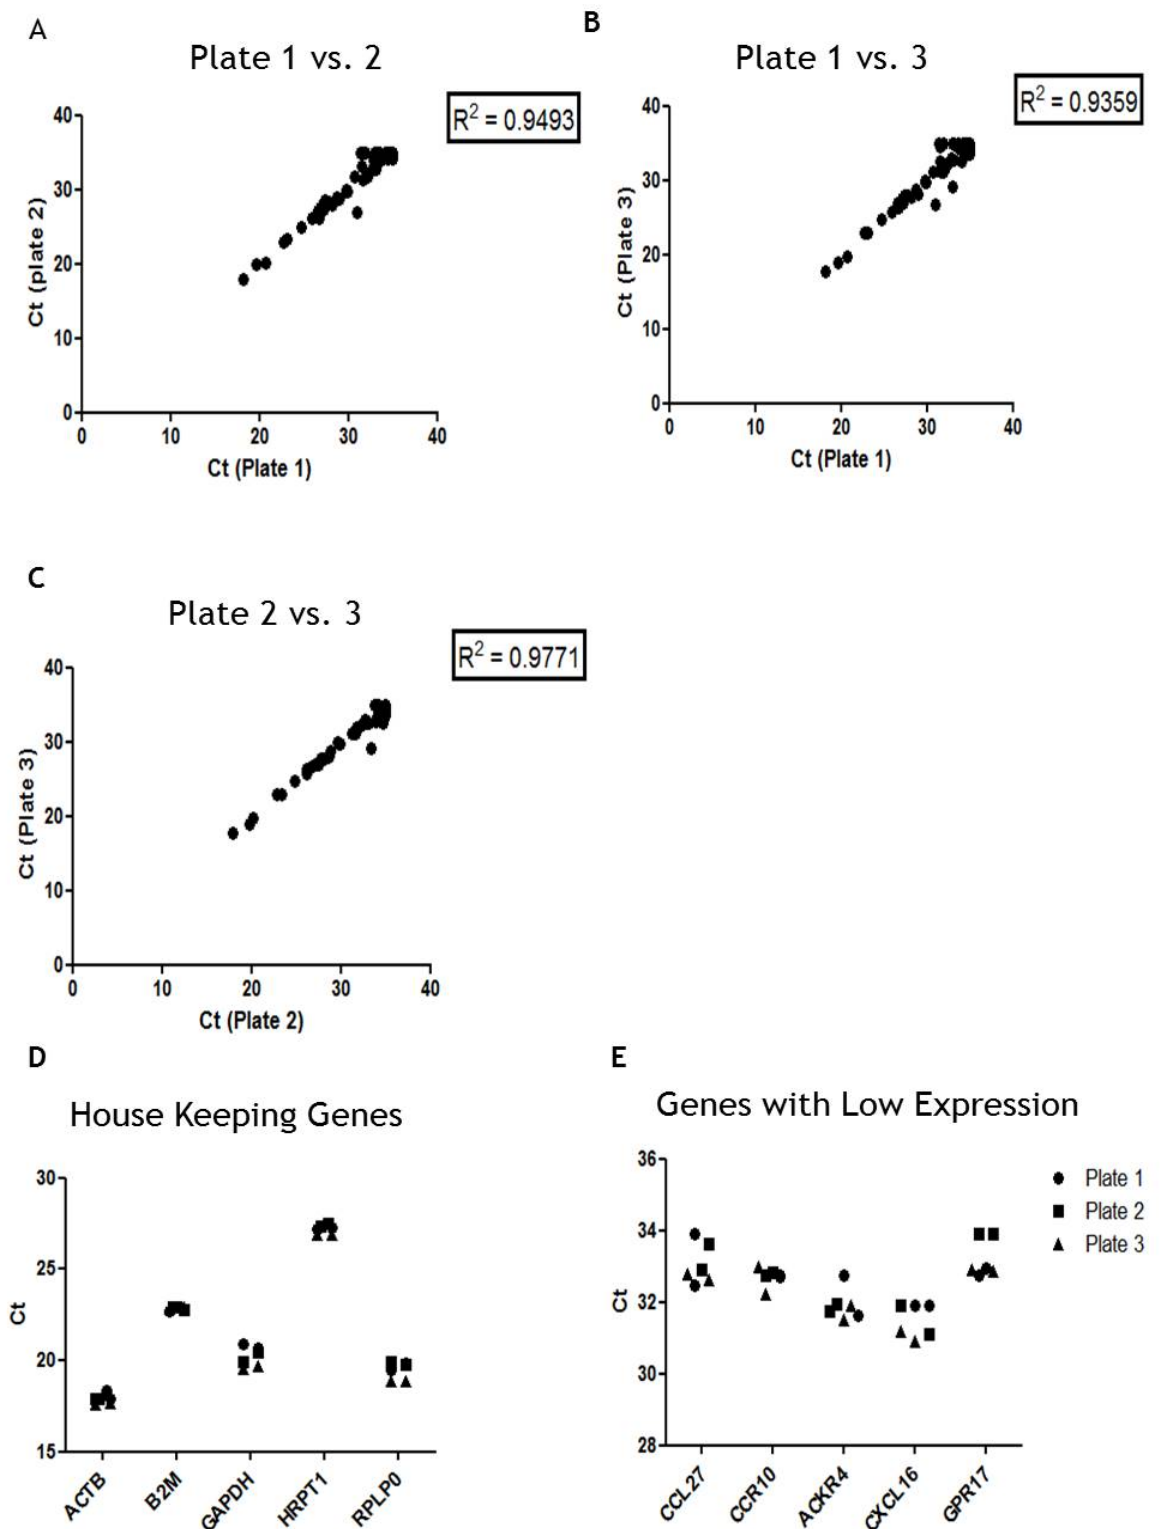 A
Plate 1 vs. 2
R² = 0.9493
40
30
20
10
0
Ct (plate 2)
0 10 20 30 40
Ct (Plate 1)
B
Plate 1 vs. 3
R² = 0.9359
40
30
20
10
0
Ct (Plate 3)
0 10 20 30 40
Ct (Plate 1)
C
Plate 2 vs. 3
R² = 0.9771
40
30
20
10
0
Ct (Plate 3)
0 10 20 30 40
Ct (Plate 2)
D
House Keeping Genes
30
25
20
15
Ct
ACTB
B2M
GAPDH
HRPT1
RPLP0
E
Genes with Low Expression
36
34
32
30
28
Ct
CCL27
CCR10
ACKR4
CXCL16
GPR17
Plate 1
Plate 2
Plate 3